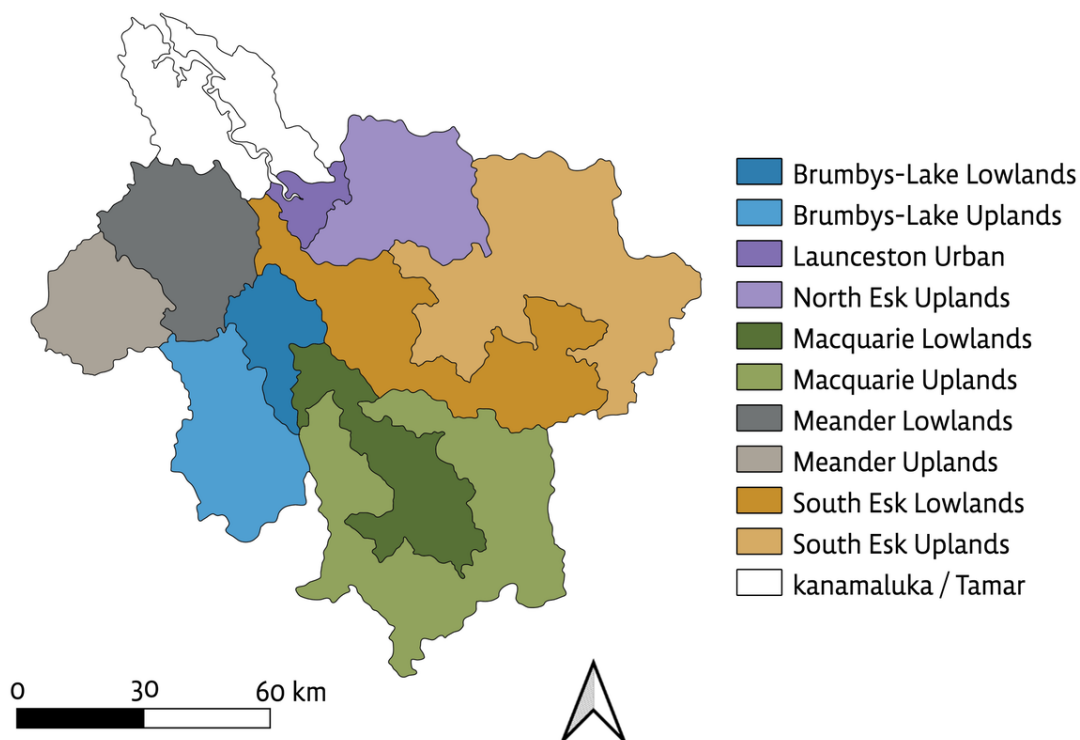 Brumbys-Lake Lowlands
Brumbys-Lake Uplands
Launceston Urban
North Esk Uplands
Macquarie Lowlands
Macquarie Uplands
Meander Lowlands
Meander Uplands
South Esk Lowlands
South Esk Uplands
kanamaluka / Tamar
0 30 60 km